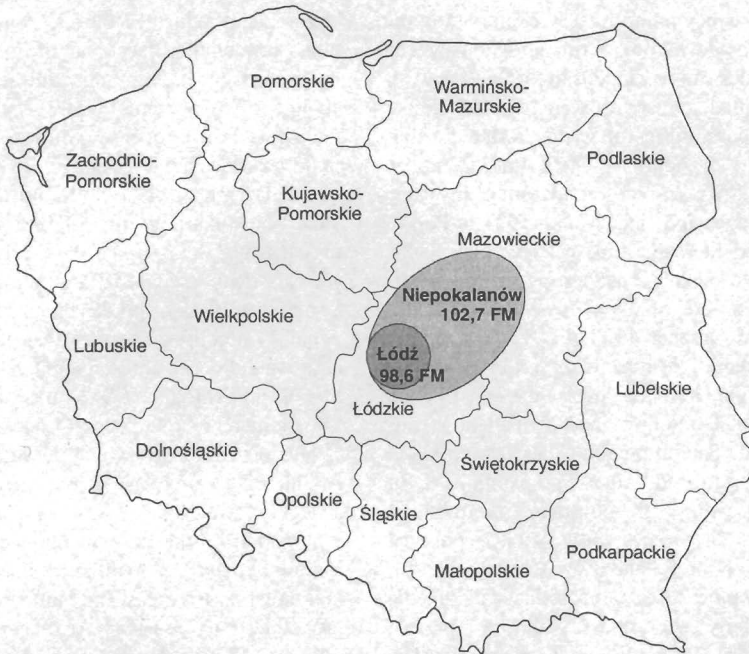 Pomorskie
Warmińsko-
Mazurskie
Zachodnio-
Pomorskie
Podlaskie
Kujawsko-
Pomorskie
Mazowieckie
Niepokalanów
102,7 FM
Wielkpolskie
Lubuskie
Łódź
98,6 FM
Lubelskie
Łódzkie
Dolnośląskie
Świętokrzyskie
Opolskie
Śląskie
Podkarpackie
Małopolskie